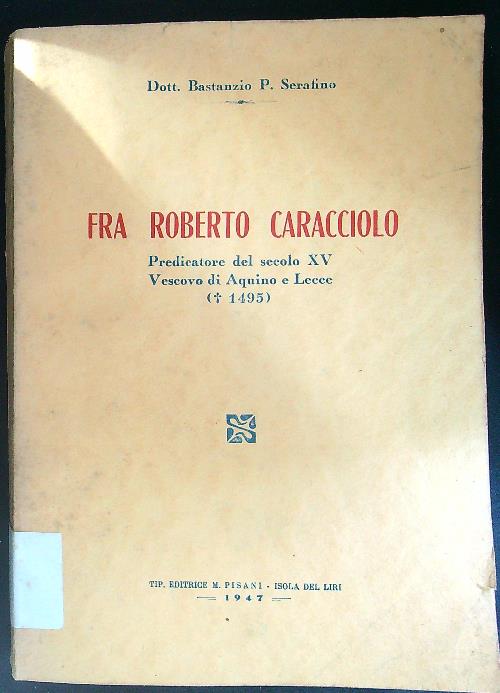 Dott. Bastanzio P. Serafino
FRA ROBERTO CARACCIOLO
Predicatore del secolo XV
Vescovo di Aquino e Lecce
(† 1495)
TIP. EDITRICE M. PISANI - ISOLA DEL LIRI
1947